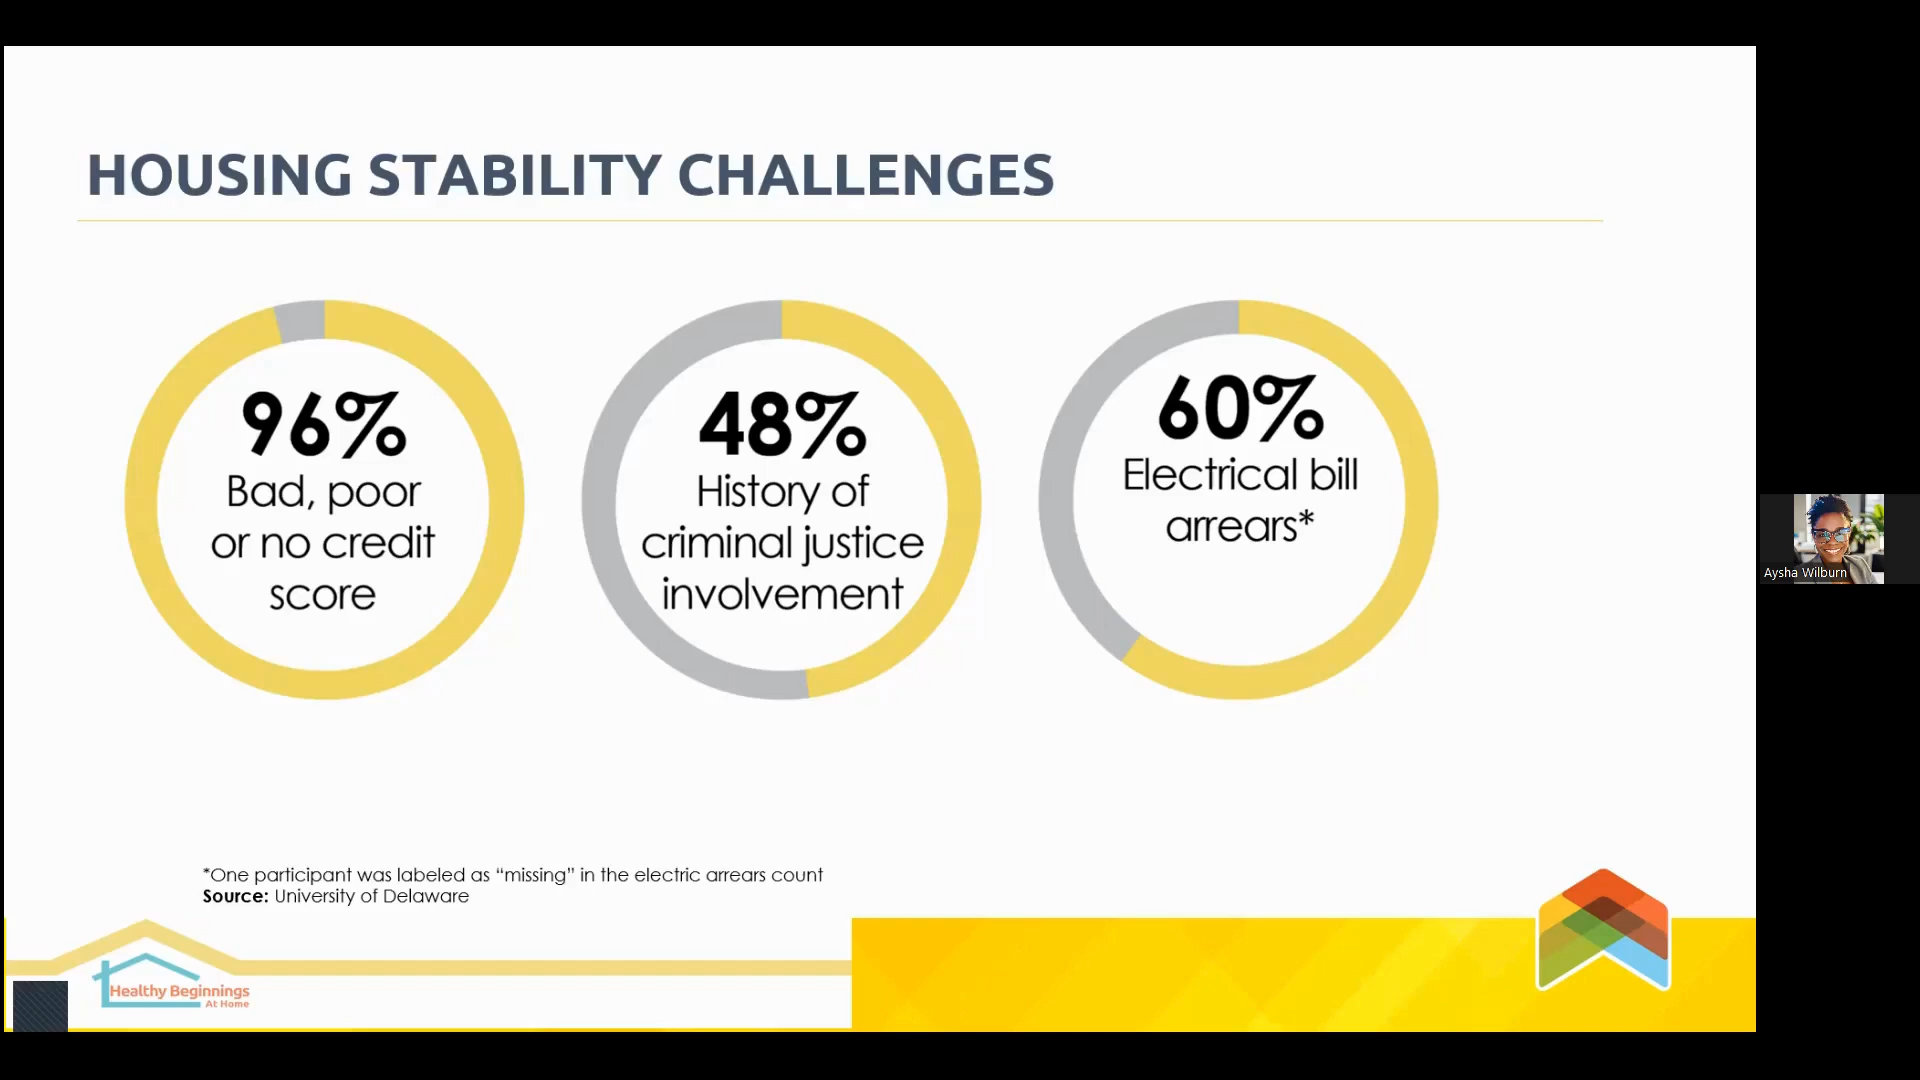 HOUSING STABILITY CHALLENGES
96%
Bad, poor
or no credit
score
48%
History of
criminal justice
involvement
60%
Electrical bill
arrears*
Aysha Wilburn
*One participant was labeled as “missing” in the electric arrears count
Source: University of Delaware
Healthy Beginnings
At Home